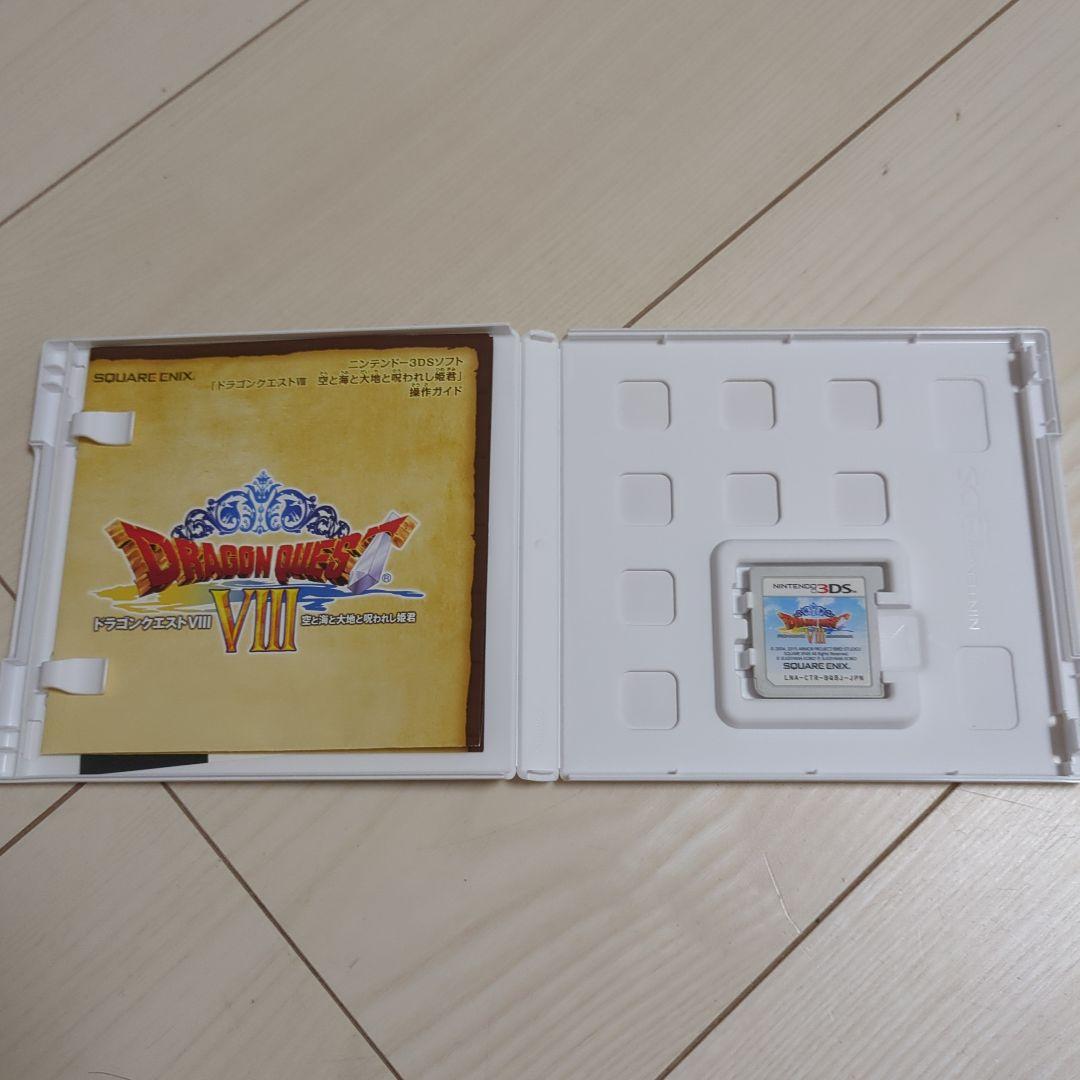 SQUARE ENIX.
ニンテンドー3DSソフト
「ドラゴンクエストVIII 空と海と大地と呪われし姫君」
操作ガイド
DRAGON QUEST
®
VIII
ドラゴンクエストVIII
空と海と大地と呪われし姫君
NINTENDO 3DS™
DRAGON QUEST
VIII
SQUARE ENIX.
LNA-CTR-BQ8J-JPN